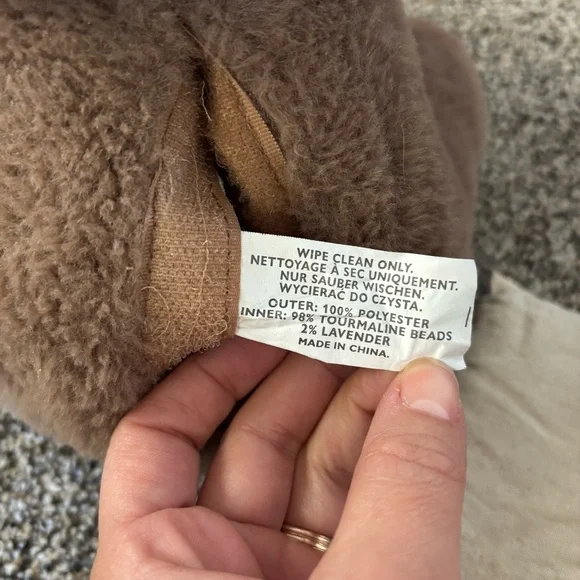 WIPE CLEAN ONLY.
NETTOYAGE À SEC UNIQUEMENT.
NUR SAUBER WISCHEN.
WYCIERAĆ DO CZYSTA.
OUTER: 100% POLYESTER
INNER: 98% TOURMALINE BEADS
2% LAVENDER
MADE IN CHINA.